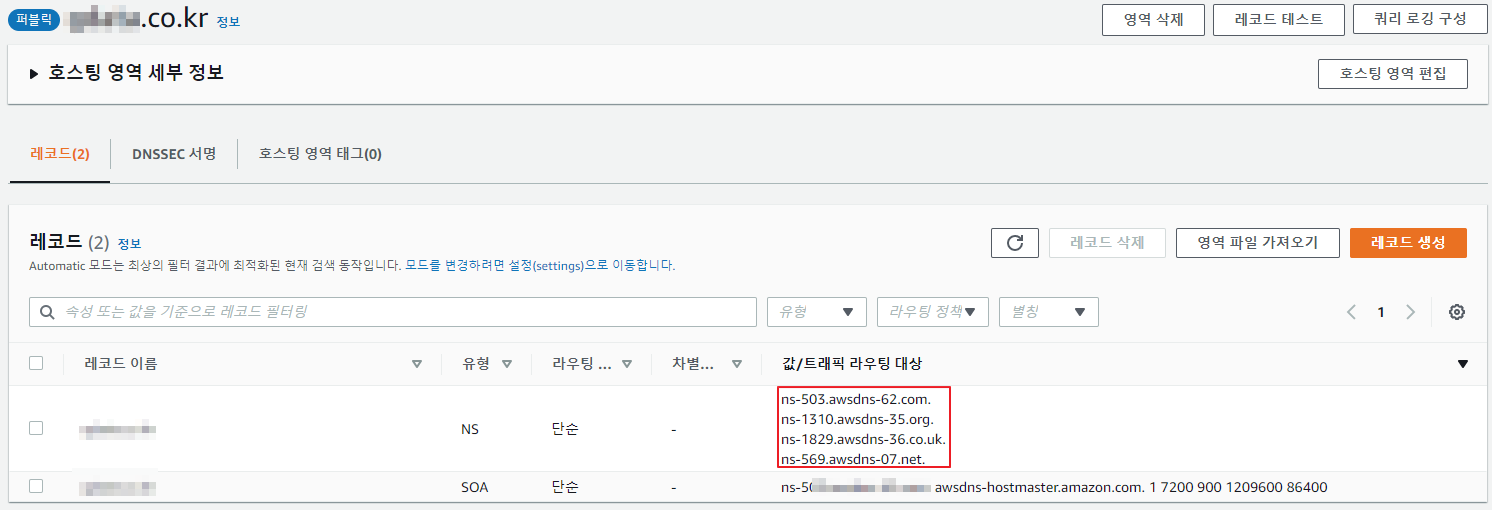 퍼블릭 .co.kr 정보 영역 삭제 레코드 테스트 쿼리 로깅 구성
▶ 호스팅 영역 세부 정보 호스팅 영역 편집
레코드(2) DNSSEC 서명 호스팅 영역 태그(0)
레코드 (2) 정보 레코드 삭제 영역 파일 가져오기 레코드 생성
Automatic 모드는 최상의 필터 결과에 최적화된 현재 검색 동작입니다. 모드를 변경하려면 설정(settings)으로 이동합니다.
속성 또는 값을 기준으로 레코드 필터링 유형 라우팅 정책 별칭 1
레코드 이름 유형 라우팅 ... 차별... 값/트래픽 라우팅 대상
NS 단순 -
ns-503.awsdns-62.com.
ns-1310.awsdns-35.org.
ns-1829.awsdns-36.co.uk.
ns-569.awsdns-07.net.
SOA 단순 - awsdns-hostmaster.amazon.com. 1 7200 900 1209600 86400